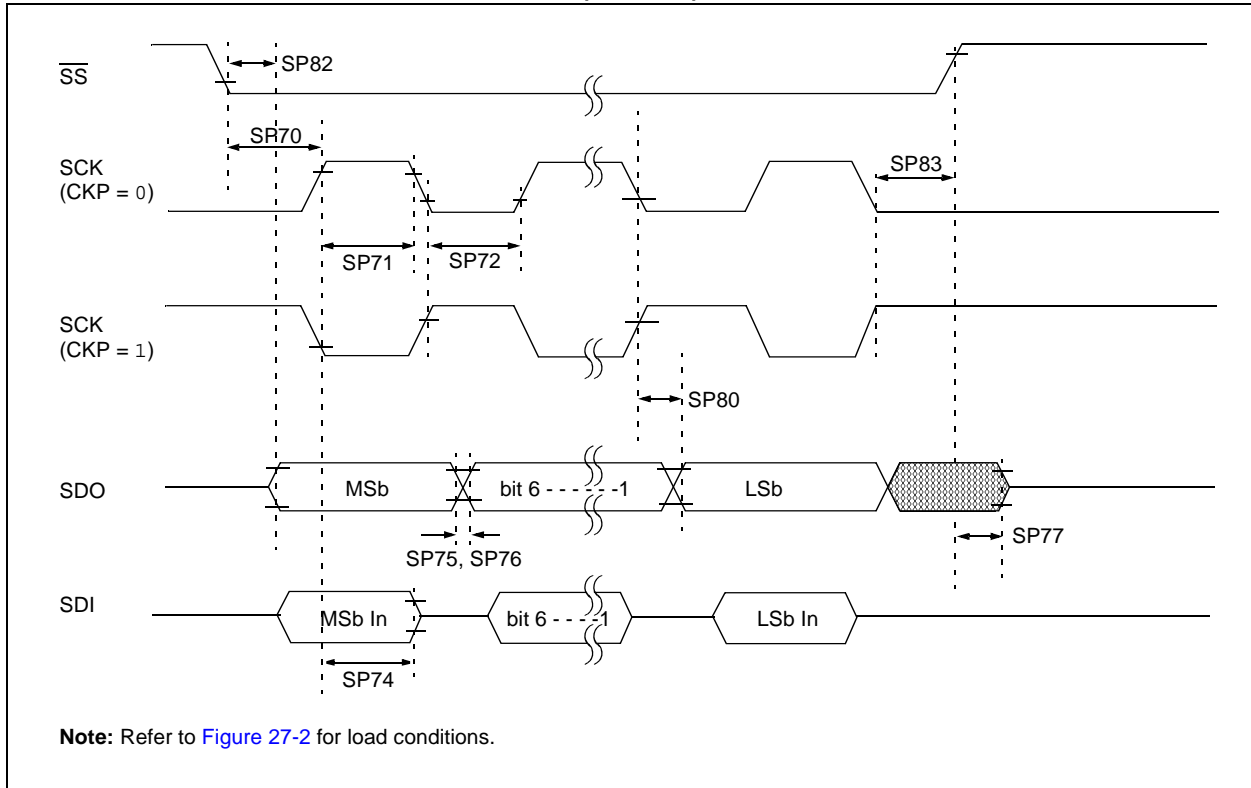 SS
SP82
SP70
SCK
(CKP = 0)
SP83
SP71
SP72
SCK
(CKP = 1)
SP80
SDO
MSb
bit 6 - - - - - - -1
LSb
SP77
SP75, SP76
SDI
MSb In
bit 6 - - - -1
LSb In
SP74
Note: Refer to Figure 27-2 for load conditions.